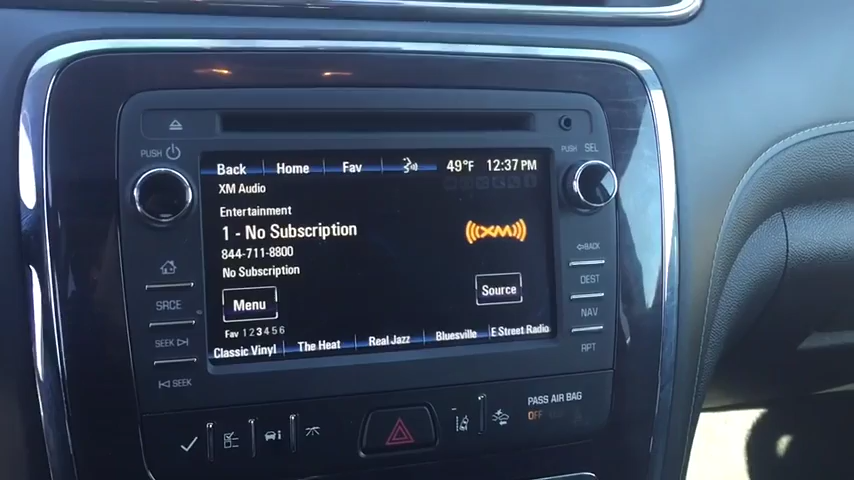 PUSH
PUSH SEL
Back Home Fav 49°F 12:37 PM
XM Audio
Entertainment
1 - No Subscription
844-711-8800
No Subscription
((XM))
Menu
Source
Fav 1 2 3 4 5 6
Classic Vinyl The Heat Real Jazz Bluesville E Street Radio
SRCE
SEEK
SEEK
BACK
DEST
NAV
RPT
PASS AIR BAG
OFF